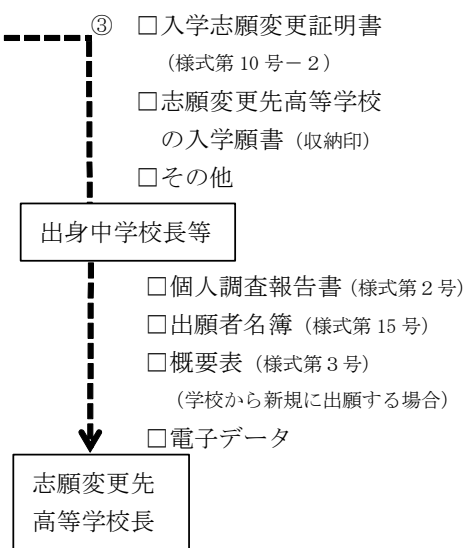 ③ □入学志願変更証明書
(様式第 10 号－２)
□志願変更先高等学校
の入学願書 (収納印)
□その他
出身中学校長等
□個人調査報告書 (様式第２号)
□出願者名簿 (様式第 15 号)
□概要表 (様式第３号)
(学校から新規に出願する場合)
□電子データ
志願変更先
高等学校長